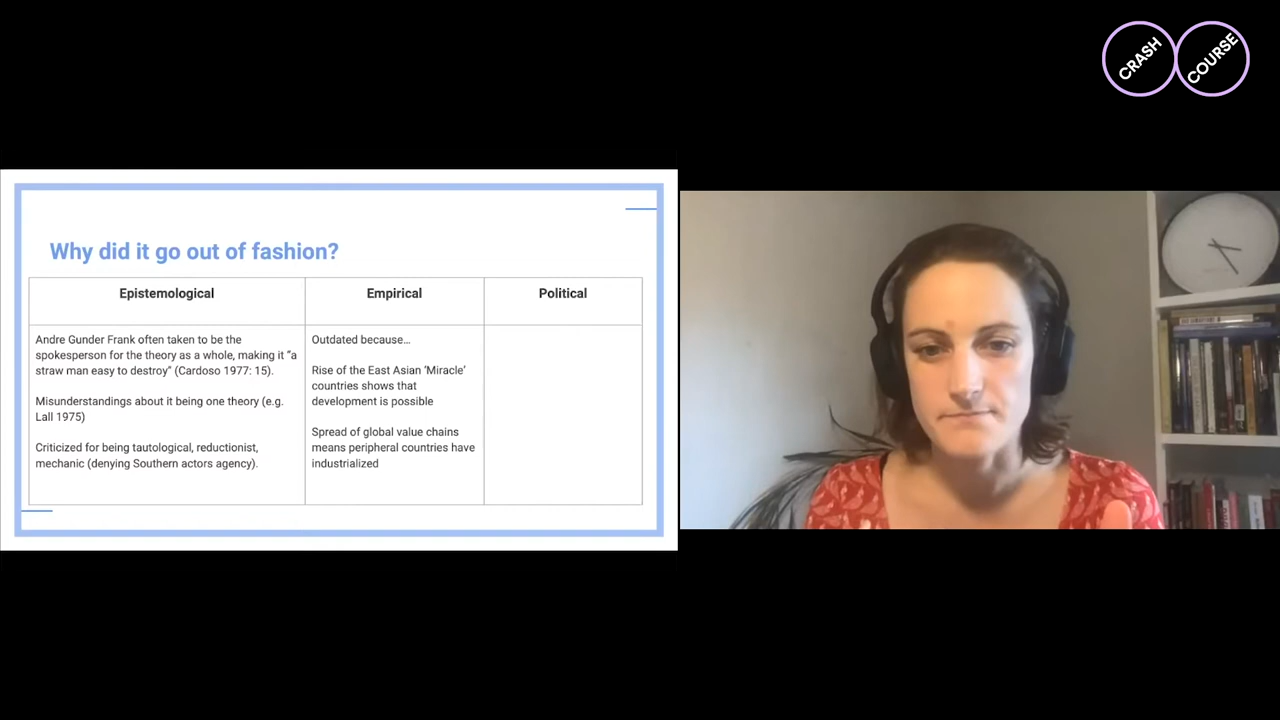 CRASH
COURSE
Why did it go out of fashion?
Epistemological
Empirical
Political
Andre Gunder Frank often taken to be the
spokesperson for the theory as a whole, making it “a
straw man easy to destroy” (Cardoso 1977: 15).
Misunderstandings about it being one theory (e.g.
Lall 1975)
Criticized for being tautological, reductionist,
mechanic (denying Southern actors agency).
Outdated because…
Rise of the East Asian ‘Miracle’
countries shows that
development is possible
Spread of global value chains
means peripheral countries have
industrialized